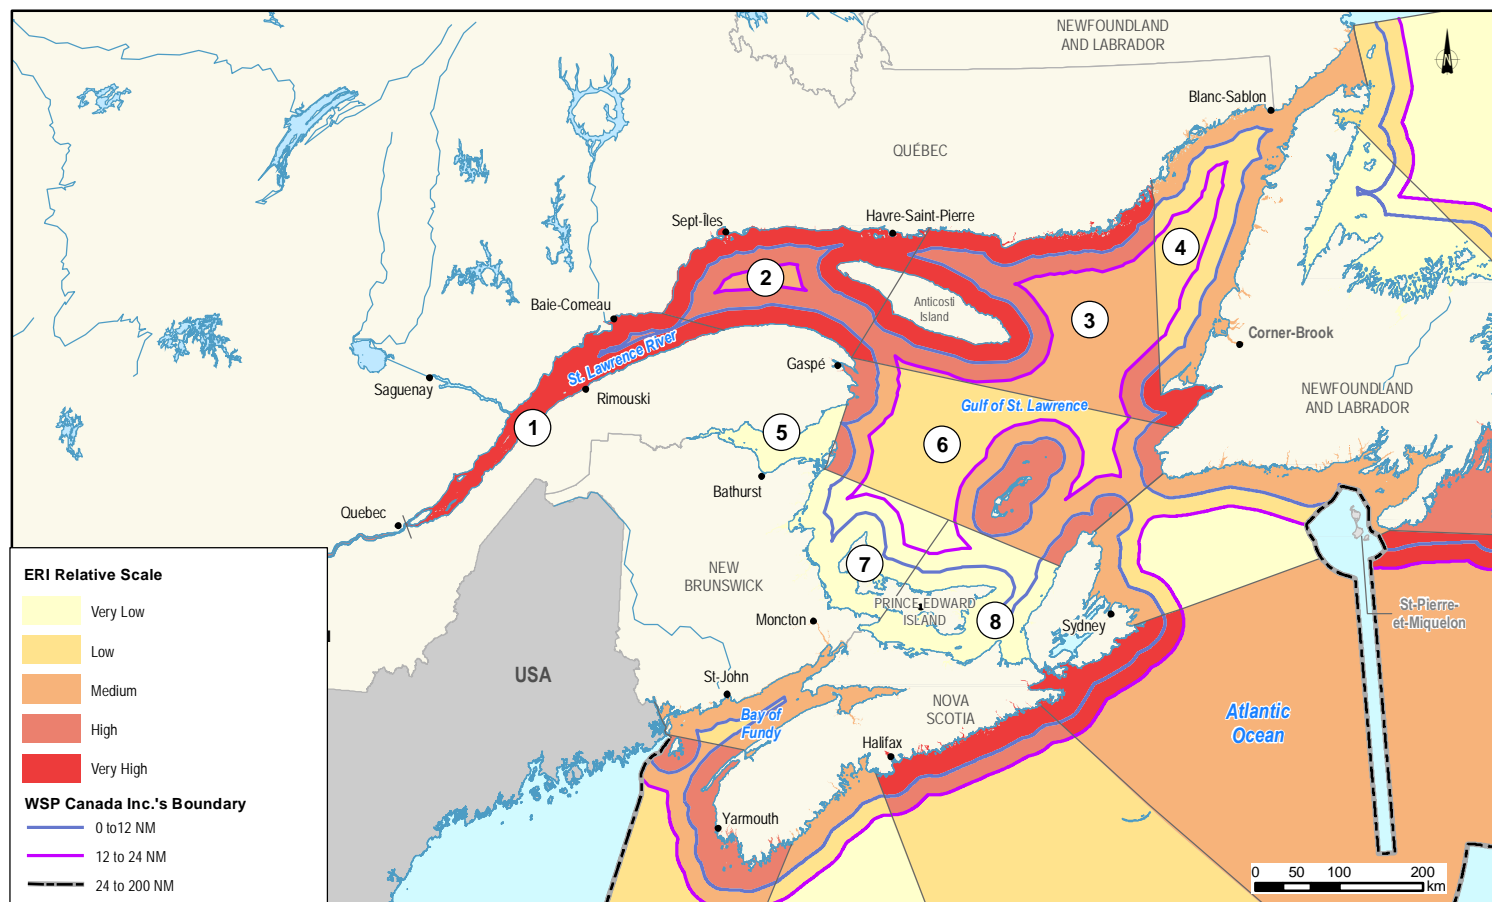 NEWFOUNDLAND
AND LABRADOR
N
Blanc-Sablon
QUÉBEC
Sept-Îles
Havre-Saint-Pierre
4
2
Baie-Comeau
Anticosti
Island
3
Corner-Brook
St. Lawrence River
Gaspé
Saguenay
Rimouski
NEWFOUNDLAND
AND LABRADOR
Gulf of St. Lawrence
1
5
6
Bathurst
Quebec
7
NEW
BRUNSWICK
PRINCE EDWARD
ISLAND
8
Moncton
Sydney
St-Pierre-
et-Miquelon
USA
St-John
NOVA
SCOTIA
Bay of
Fundy
Atlantic
Ocean
Halifax
Yarmouth
ERI Relative Scale
Very Low
Low
Medium
High
Very High
WSP Canada Inc.'s Boundary
0 to12 NM
12 to 24 NM
24 to 200 NM
0 50 100 200
km